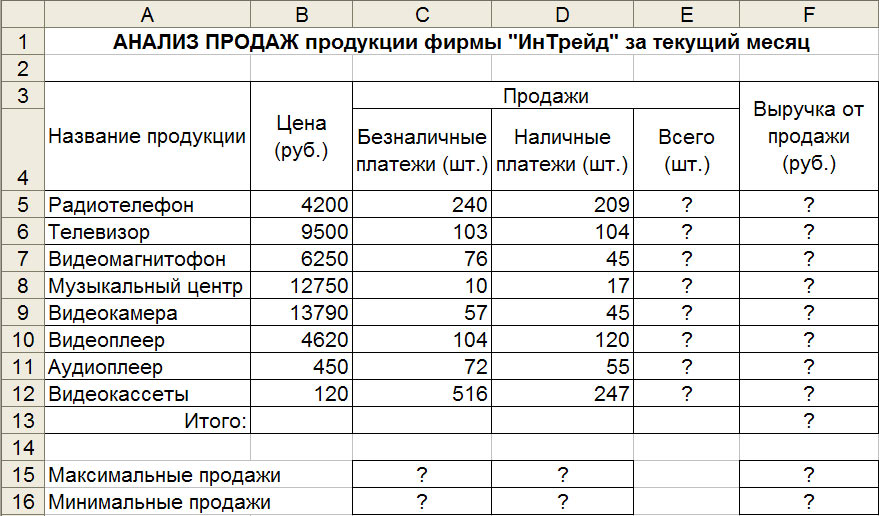 A B C D E F
1 АНАЛИЗ ПРОДАЖ продукции фирмы "ИнТрейд" за текущий месяц
2
3 Название продукции Цена (руб.) Продажи Выручка от продажи (руб.)
4 Безналичные платежи (шт.) Наличные платежи (шт.) Всего (шт.)
5 Радиотелефон 4200 240 209 ? ?
6 Телевизор 9500 103 104 ? ?
7 Видеомагнитофон 6250 76 45 ? ?
8 Музыкальный центр 12750 10 17 ? ?
9 Видеокамера 13790 57 45 ? ?
10 Видеоплеер 4620 104 120 ? ?
11 Аудиоплеер 450 72 55 ? ?
12 Видеокассеты 120 516 247 ? ?
13 Итого: ?
14
15 Максимальные продажи ? ? ?
16 Минимальные продажи ? ? ?